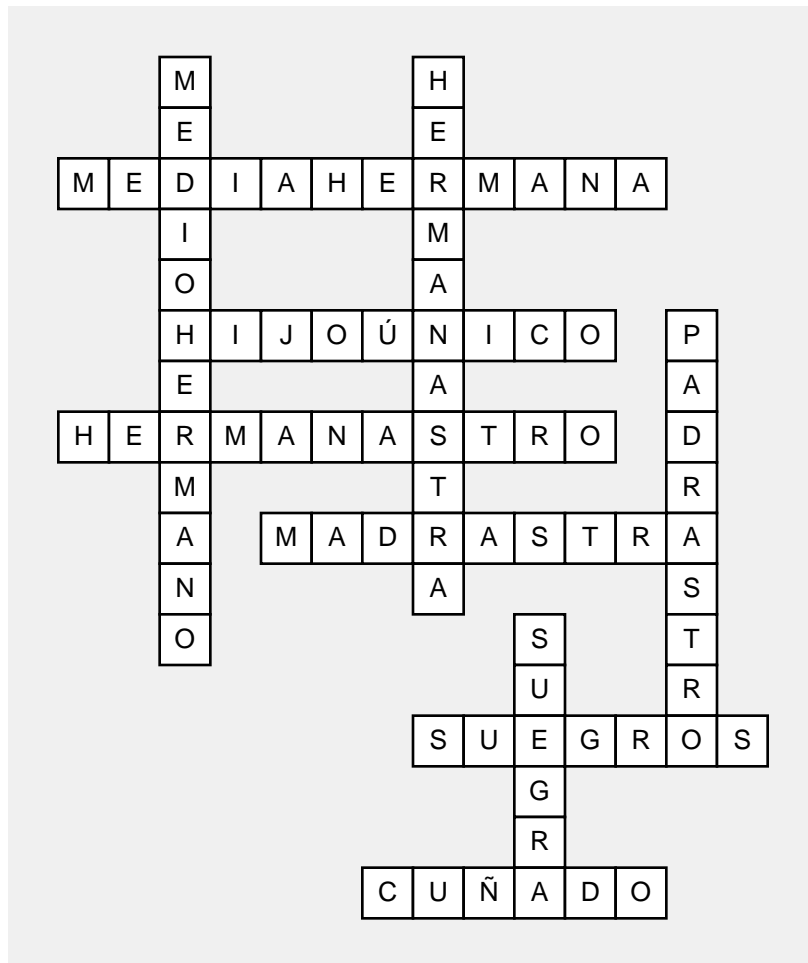 MEDIOHERMANO
HERMANASTRA
MEDIAHERMANA
HIJOÚNICO
PADRASTRO
HERMANASTRO
MADRASTRA
SUEGRA
SUEGROS
CUÑADO